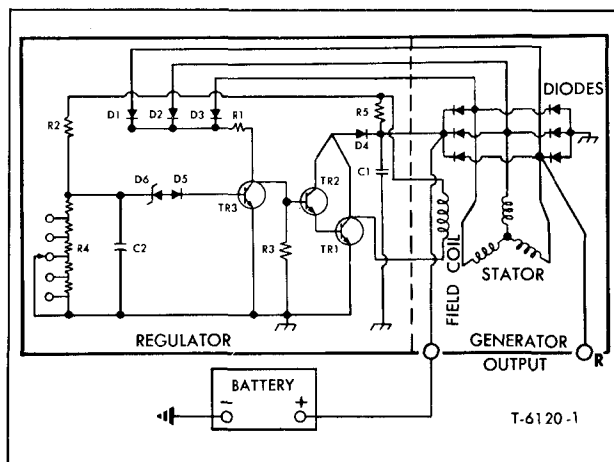 DIODES
D1
D2
D3
R1
R2
R5
D4
D6
D5
TR3
TR2
C1
R4
C2
R3
TR1
FIELD COIL
STATOR
REGULATOR
GENERATOR
OUTPUT
R
BATTERY
-
+
T-6120-1